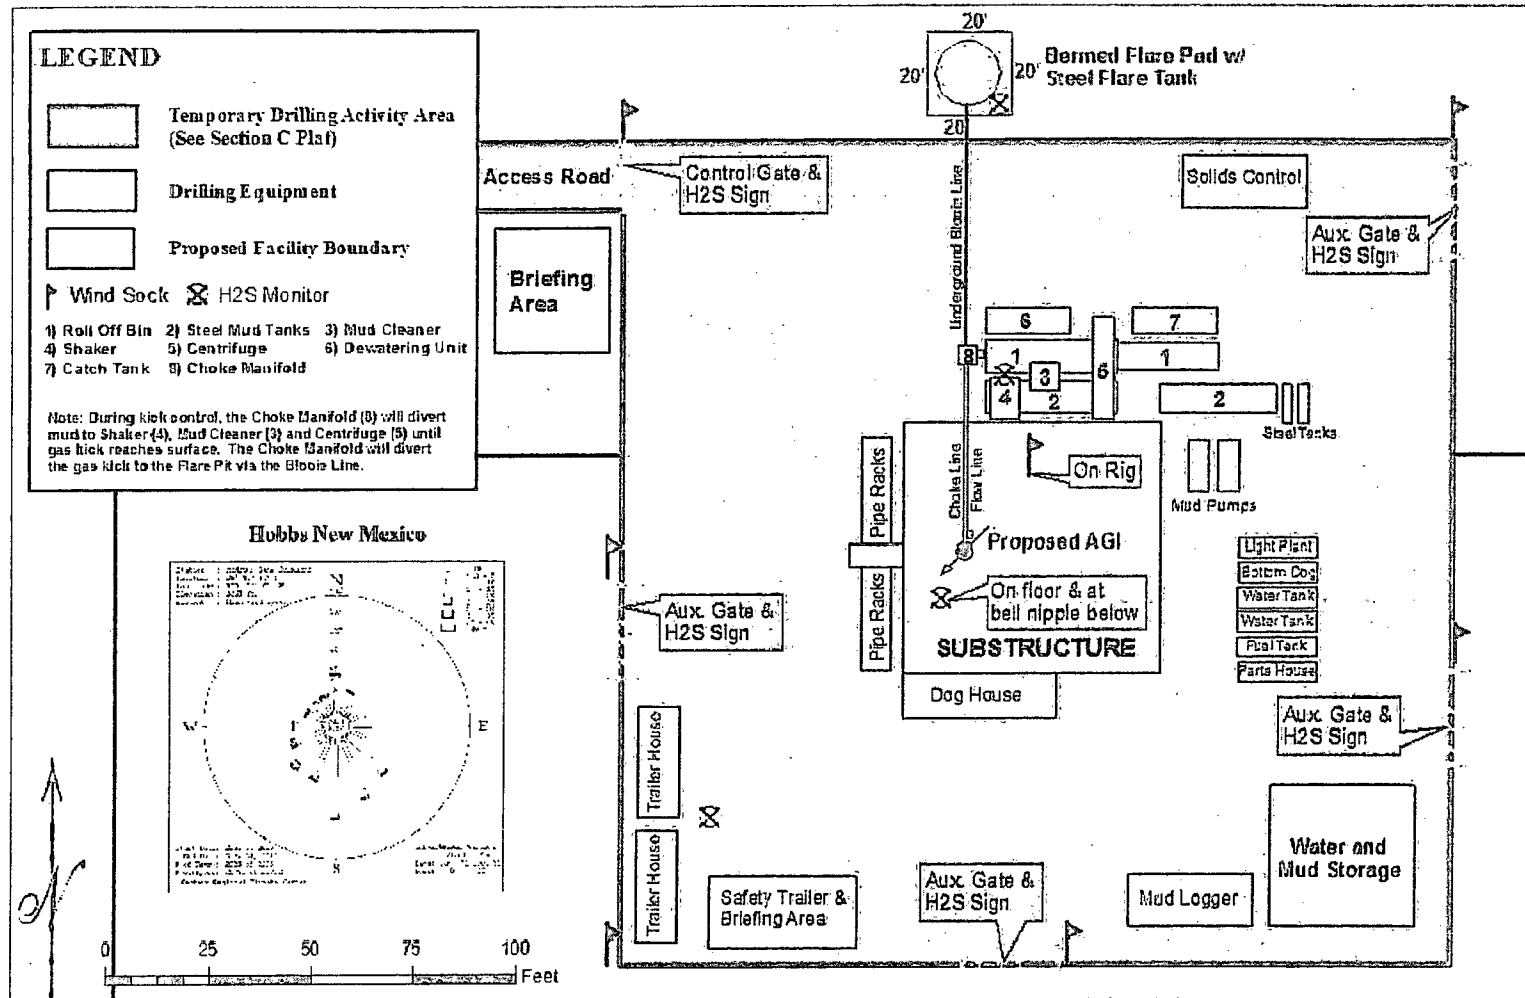 LEGEND
Temporary Drilling Activity Area
(See Section C Plat)
Drilling Equipment
Proposed Facility Boundary
Wind Sock
H2S Monitor
1) Roll Off Bin 2) Steel Mud Tanks 3) Mud Cleaner
4) Shaker 5) Centrifuge 6) Dewatering Unit
7) Catch Tank 8) Choke Manifold
Note: During kick control, the Choke Manifold (8) will divert
mud to Shaker (4), Mud Cleaner (3) and Centrifuge (5) until
gas kick reaches surface. The Choke Manifold will divert
the gas kick to the Flare Pit via the Blooie Line.
20'
20'
20'
20'
Bermed Flare Pad w/
Steel Flare Tank
Access Road
Control Gate &
H2S Sign
Underground Blooie Line
Solids Control
Aux. Gate &
H2S Sign
Briefing
Area
6
7
8
1
1
3
6
4
2
2
Steel Tanks
Mud Pumps
Pipe Racks
Choke Line
Flow Line
On Rig
Proposed AGI
On floor & at
bell nipple below
SUBSTRUCTURE
Pipe Racks
Dog House
Light Plant
Bottom Dog
Water Tank
Water Tank
Fuel Tank
Parts House
Aux. Gate &
H2S Sign
Aux. Gate &
H2S Sign
Hobbs New Mexico
N
W
E
S
Trailer House
Trailer House
Safety Trailer &
Briefing Area
Aux. Gate &
H2S Sign
Mud Logger
Water and
Mud Storage
0 25 50 75 100
Feet